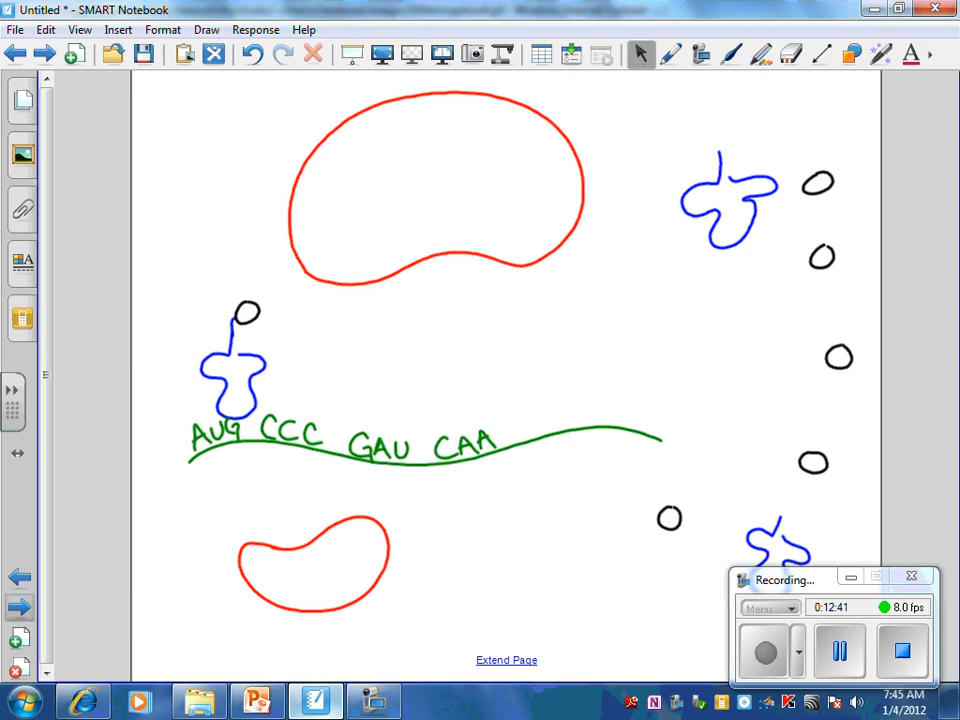 Untitled * - SMART Notebook
File Edit View Insert Format Draw Response Help
AUG CCC GAU CAA
Recording...
Menu 0:12:41 8.0 fps
Extend Page
7:45 AM
1/4/2012